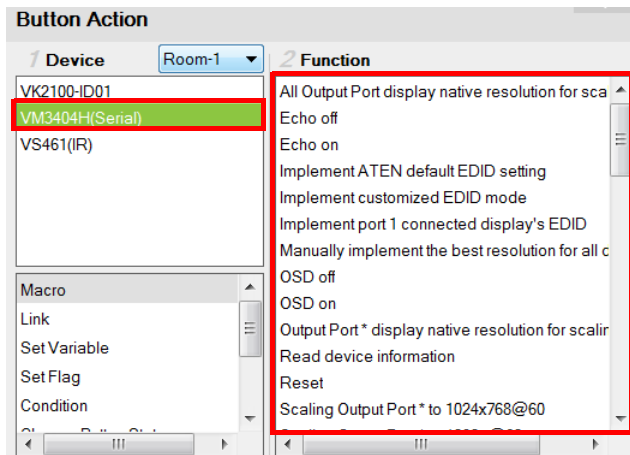 Button Action
1 Device
Room-1
VK2100-ID01
VM3404H(Serial)
VS461(IR)
Macro
Link
Set Variable
Set Flag
Condition
2 Function
All Output Port display native resolution for sca
Echo off
Echo on
Implement ATEN default EDID setting
Implement customized EDID mode
Implement port 1 connected display's EDID
Manually implement the best resolution for all
OSD off
OSD on
Output Port * display native resolution for scalin
Read device information
Reset
Scaling Output Port * to 1024x768@60